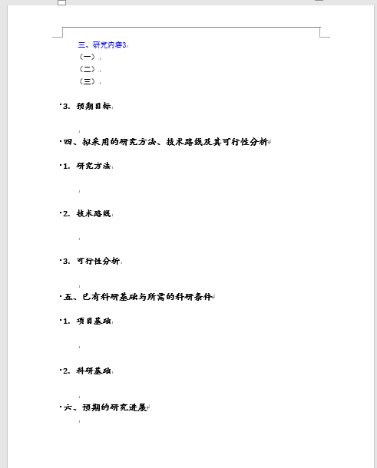 三、研究内容3
（一）
（二）
（三）
3. 预期目标
四、拟采用的研究方法、技术路线及其可行性分析
1. 研究方法
2. 技术路线
3. 可行性分析
五、已有科研基础与所需的科研条件
1. 项目基础
2. 科研基础
六、预期的研究进展